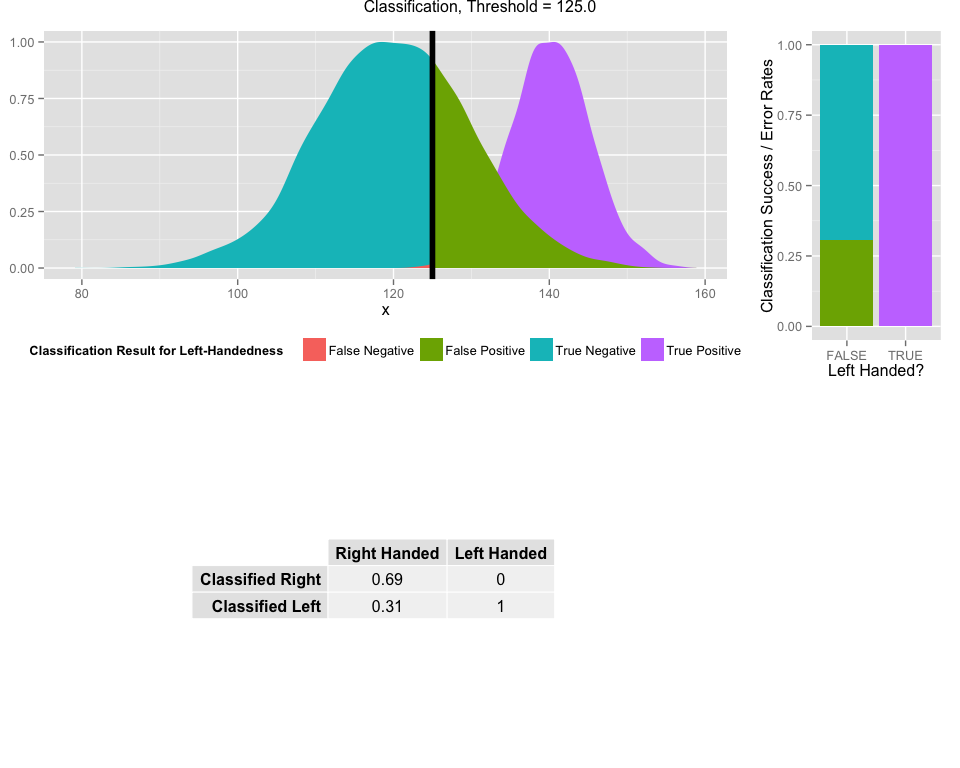 Classification, Threshold = 125.0
1.00
0.75
0.50
0.25
0.00
80 100 120 140 160
x
Classification Result for Left-Handedness False Negative False Positive True Negative True Positive
Classification Success / Error Rates
1.00
0.75
0.50
0.25
0.00
FALSE TRUE
Left Handed?
Right Handed Left Handed
Classified Right 0.69 0
Classified Left 0.31 1